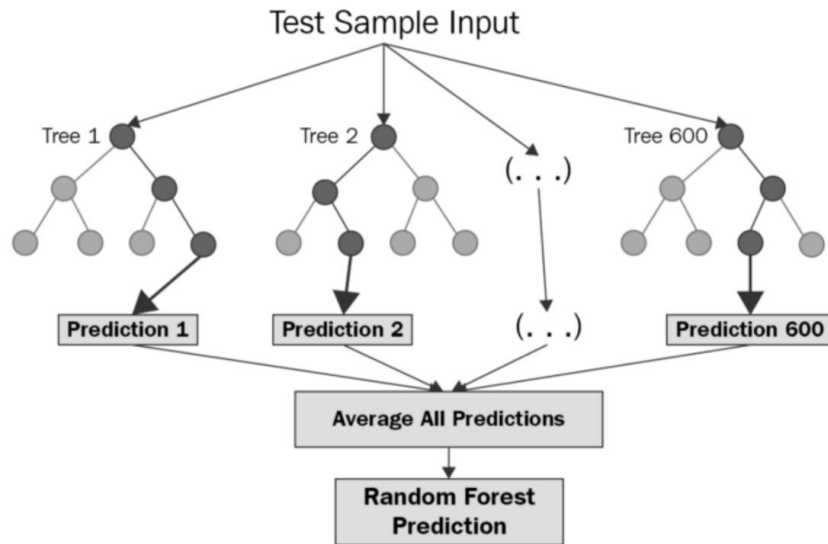 Test Sample Input
Tree 1
Tree 2
Tree 600
(. . .)
Prediction 1
Prediction 2
(. . .)
Prediction 600
Average All Predictions
Random Forest
Prediction